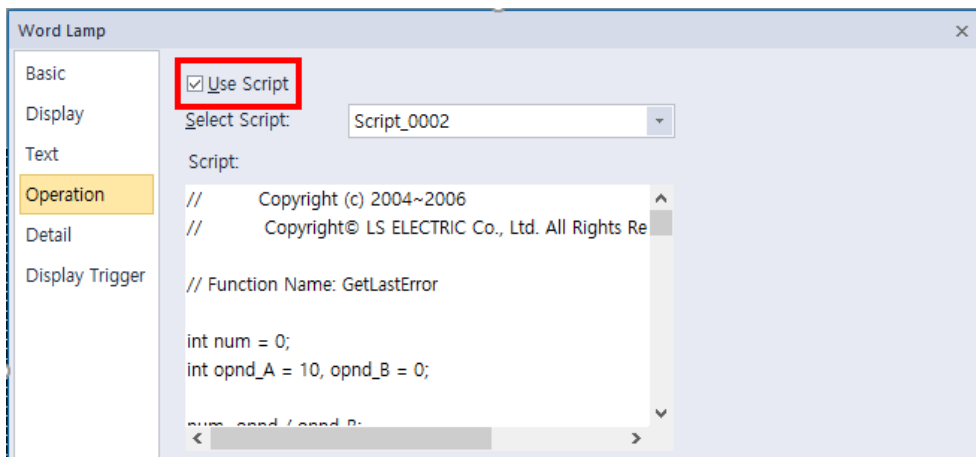 Word Lamp
Basic
Display
Text
Operation
Detail
Display Trigger
Use Script
Select Script: Script_0002
Script:
// Copyright (c) 2004~2006
// Copyright© LS ELECTRIC Co., Ltd. All Rights Re
// Function Name: GetLastError
int num = 0;
int opnd_A = 10, opnd_B = 0;